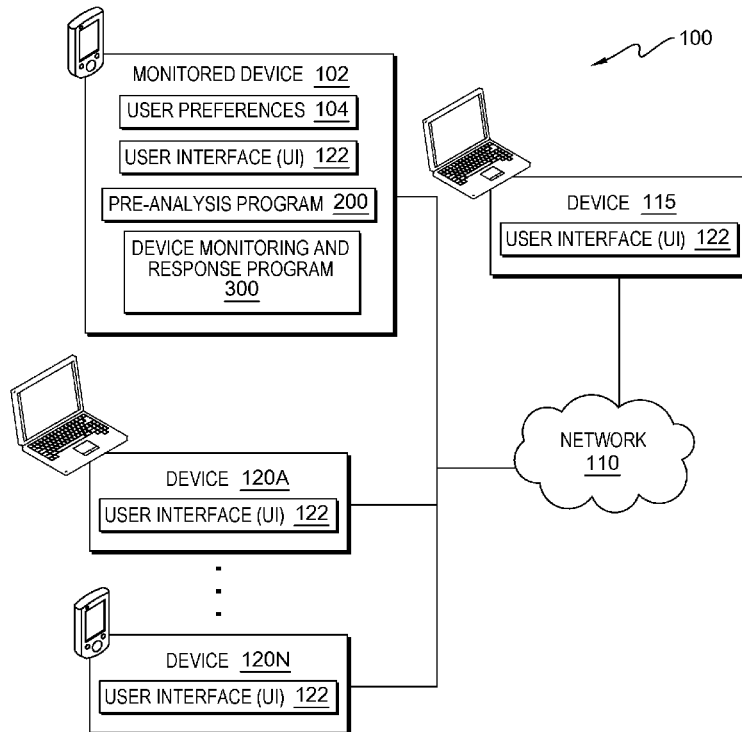 100
MONITORED DEVICE 102
USER PREFERENCES 104
USER INTERFACE (UI) 122
PRE-ANALYSIS PROGRAM 200
DEVICE MONITORING AND
RESPONSE PROGRAM
300
DEVICE 115
USER INTERFACE (UI) 122
NETWORK
110
DEVICE 120A
USER INTERFACE (UI) 122
DEVICE 120N
USER INTERFACE (UI) 122